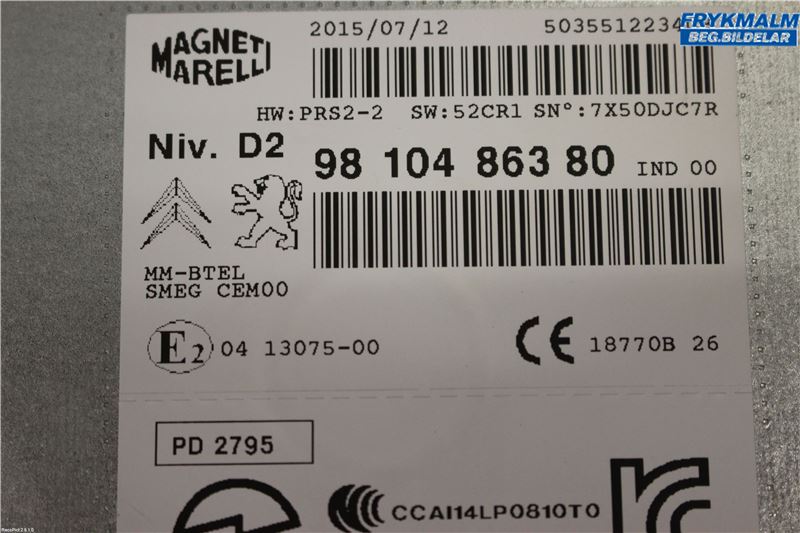 MAGNETI
MARELLI
2015/07/12
FRYKMALM
BEG.BILDELAR
HW:PRS2-2 SW:52CR1 SN°:7X50DJC7R
Niv. D2
98 104 863 80 IND 00
MM-BTEL
SMEG CEM00
E2 04 13075-00
CE 18770B 26
PD 2795
CCAI14LP0810T0